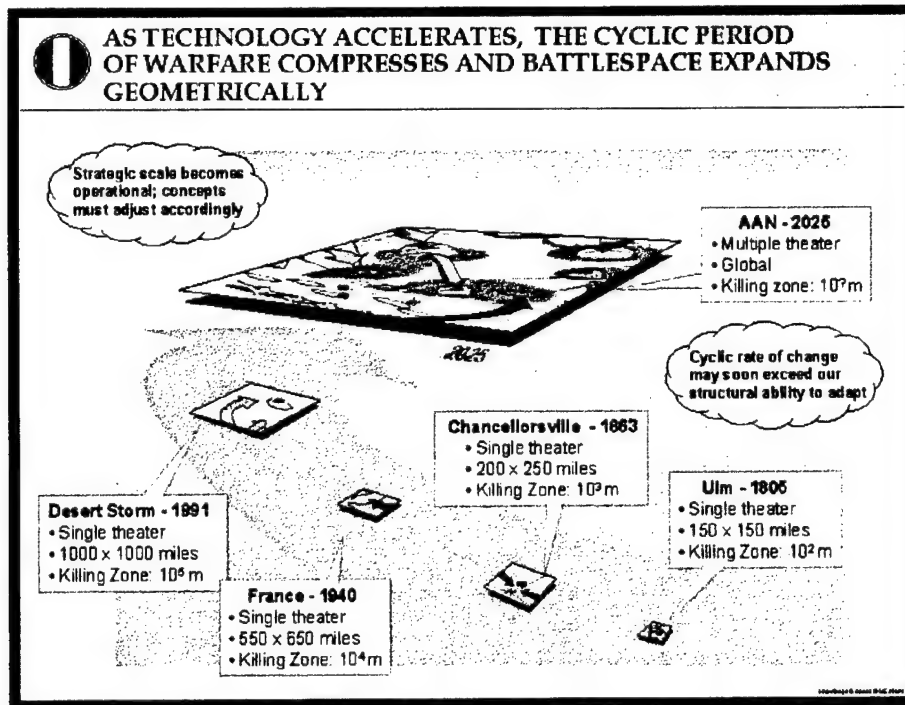 AS TECHNOLOGY ACCELERATES, THE CYCLIC PERIOD
OF WARFARE COMPRESSES AND BATTLESPACE EXPANDS
GEOMETRICALLY
Strategic scale becomes
operational; concepts
must adjust accordingly
AAN - 2025
• Multiple theater
• Global
• Killing zone: 10⁷m
2025
Cyclic rate of change
may soon exceed our
structural ability to adapt
Chancellorsville - 1863
• Single theater
• 200 x 250 miles
• Killing Zone: 10³m
Ulm - 1805
• Single theater
• 150 x 150 miles
• Killing Zone: 10² m
Desert Storm - 1991
• Single theater
• 1000 x 1000 miles
• Killing Zone: 10⁵ m
France - 1940
• Single theater
• 550 x 650 miles
• Killing Zone: 10⁴m